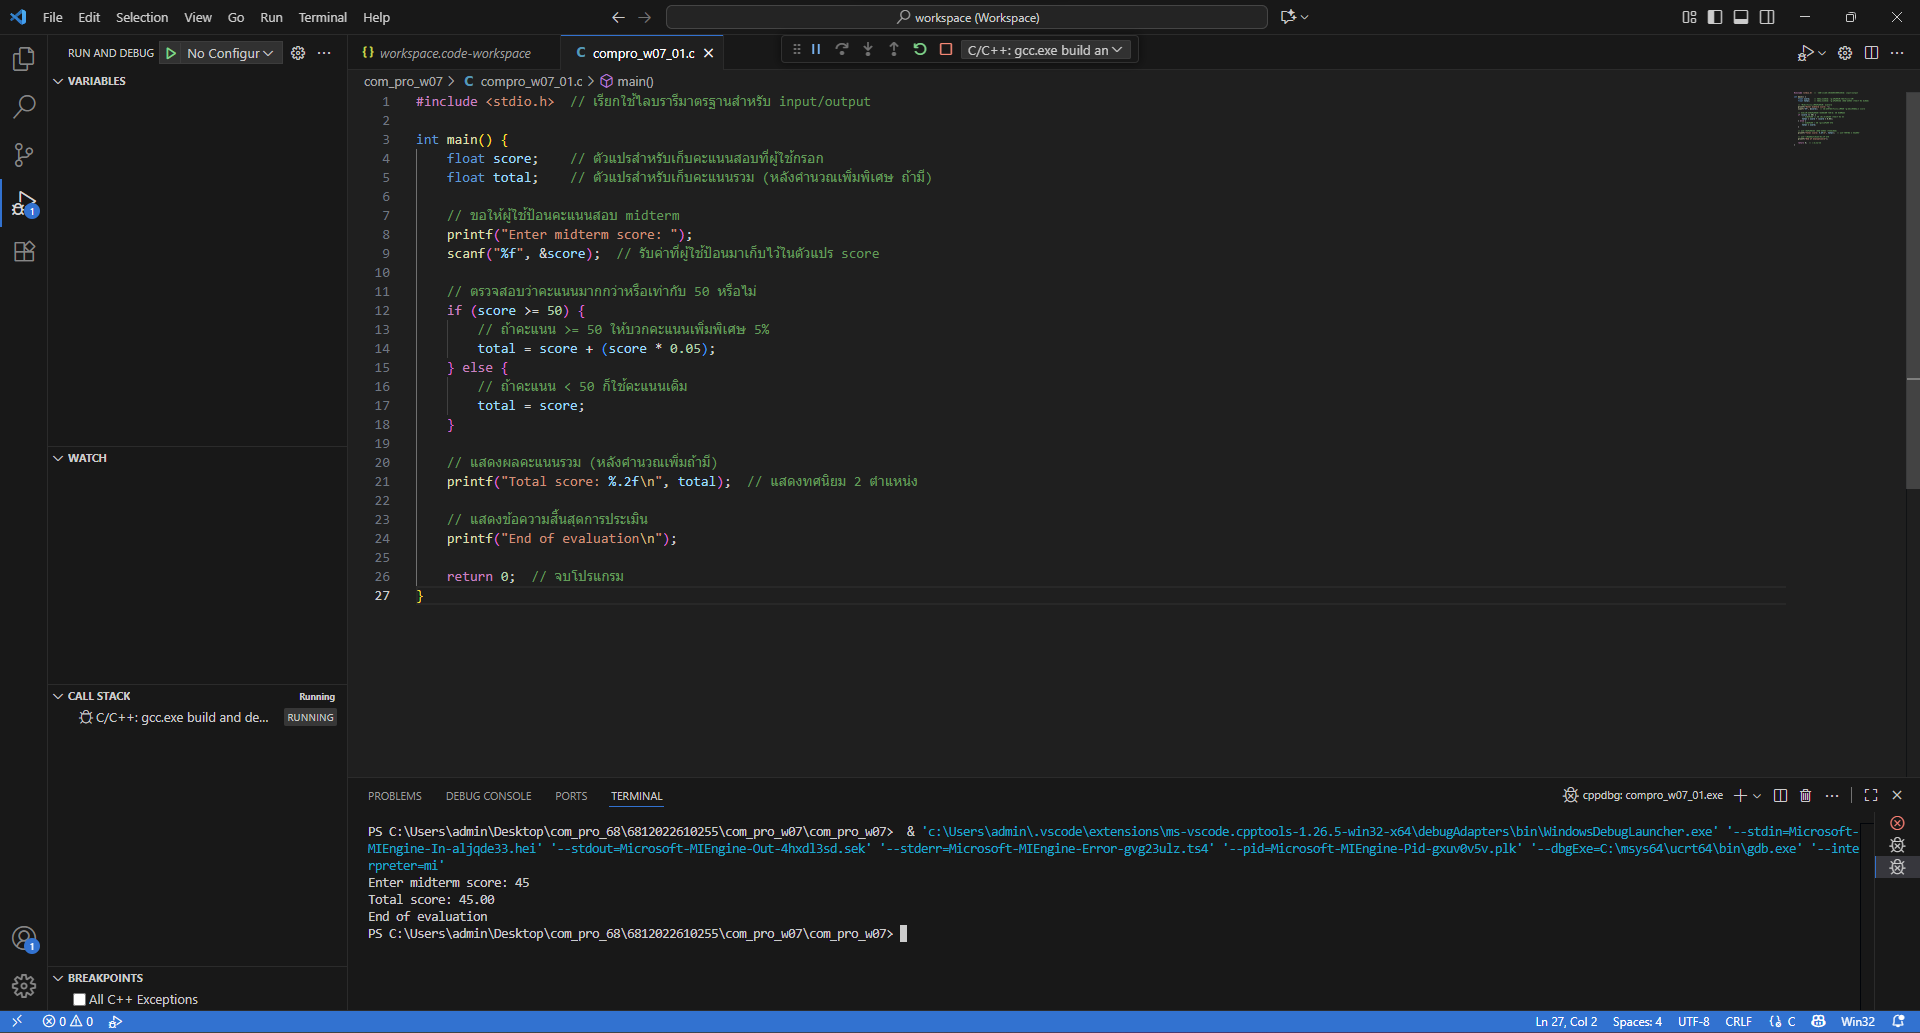 File Edit Selection View Go Run Terminal Help
workspace (Workspace)
RUN AND DEBUG No Configur
workspace.code-workspace
compro_w07_01.c
C/C++: gcc.exe build an
com_pro_w07 > C compro_w07_01.c > main()
VARIABLES
WATCH
CALL STACK Running
C/C++: gcc.exe build and de... RUNNING
BREAKPOINTS
All C++ Exceptions
1 #include <stdio.h>  // เรียกใช้ไลบรารีมาตรฐานสำหรับ input/output
2
3 int main() {
4     float score;    // ตัวแปรสำหรับเก็บคะแนนสอบที่ผู้ใช้กรอก
5     float total;    // ตัวแปรสำหรับเก็บคะแนนรวม (หลังคำนวณเพิ่มพิเศษ ถ้ามี)
6
7     // ขอให้ผู้ใช้ป้อนคะแนนสอบ midterm
8     printf("Enter midterm score: ");
9     scanf("%f", &score);  // รับค่าที่ผู้ใช้ป้อนมาเก็บไว้ในตัวแปร score
10
11     // ตรวจสอบว่าคะแนนมากกว่าหรือเท่ากับ 50 หรือไม่
12     if (score >= 50) {
13         // ถ้าคะแนน >= 50 ให้บวกคะแนนเพิ่มพิเศษ 5%
14         total = score + (score * 0.05);
15     } else {
16         // ถ้าคะแนน < 50 ก็ใช้คะแนนเดิม
17         total = score;
18     }
19
20     // แสดงผลคะแนนรวม (หลังคำนวณเพิ่มถ้ามี)
21     printf("Total score: %.2f\n", total);  // แสดงทศนิยม 2 ตำแหน่ง
22
23     // แสดงข้อความสิ้นสุดการประเมิน
24     printf("End of evaluation\n");
25
26     return 0;  // จบโปรแกรม
27 }
PROBLEMS DEBUG CONSOLE PORTS TERMINAL
cppdbg: compro_w07_01.exe
PS C:\Users\admin\Desktop\com_pro_68\6812022610255\com_pro_w07\com_pro_w07>  & 'c:\Users\admin\.vscode\extensions\ms-vscode.cpptools-1.26.5-win32-x64\debugAdapters\bin\WindowsDebugLauncher.exe' '--stdin=Microsoft-
MIEngine-In-aljqde33.hei' '--stdout=Microsoft-MIEngine-Out-4hxdl3sd.sek' '--stderr=Microsoft-MIEngine-Error-gvg23ulz.ts4' '--pid=Microsoft-MIEngine-Pid-gxuv0v5v.plk' '--dbgExe=C:\msys64\ucrt64\bin\gdb.exe' '--inte
rpreter=mi'
Enter midterm score: 45
Total score: 45.00
End of evaluation
PS C:\Users\admin\Desktop\com_pro_68\6812022610255\com_pro_w07\com_pro_w07>
1
1
0 0
Ln 27, Col 2 Spaces: 4 UTF-8 CRLF C Win32